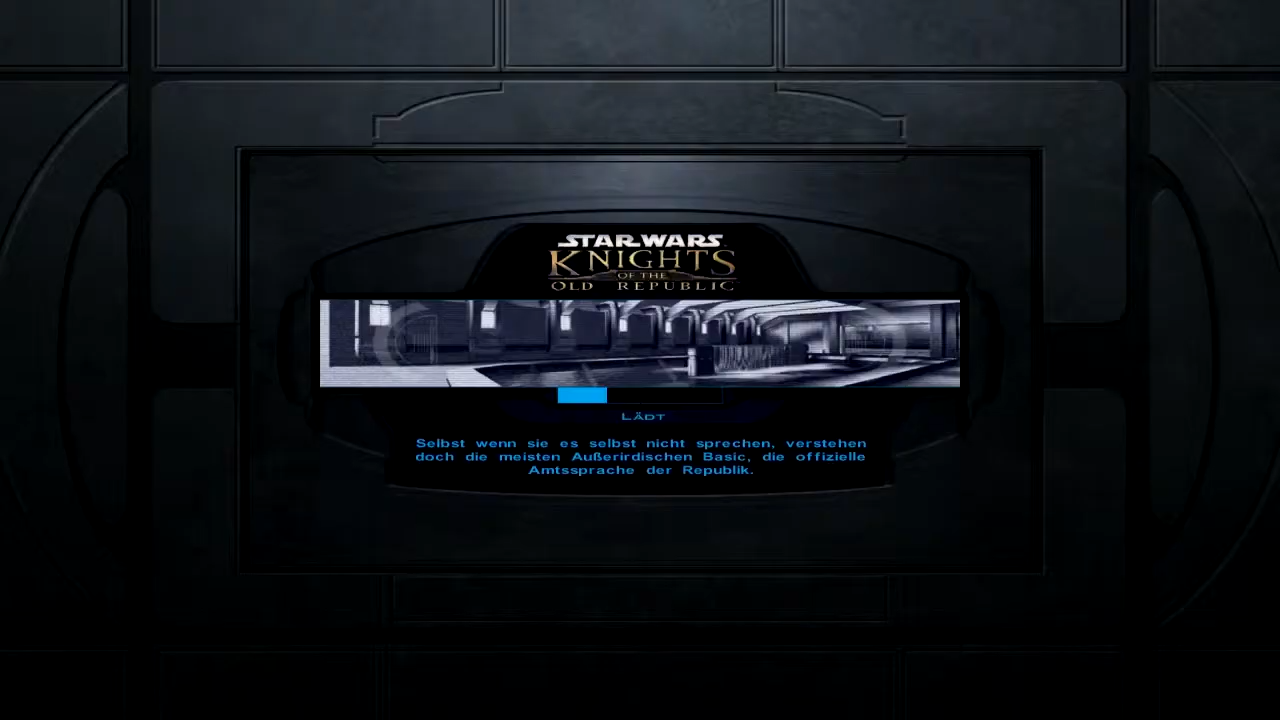 STAR WARS
KNIGHTS
OF THE
OLD REPUBLIC
LÄDT
Selbst wenn sie es selbst nicht sprechen, verstehen
doch die meisten Außerirdischen Basic, die offizielle
Amtssprache der Republik.